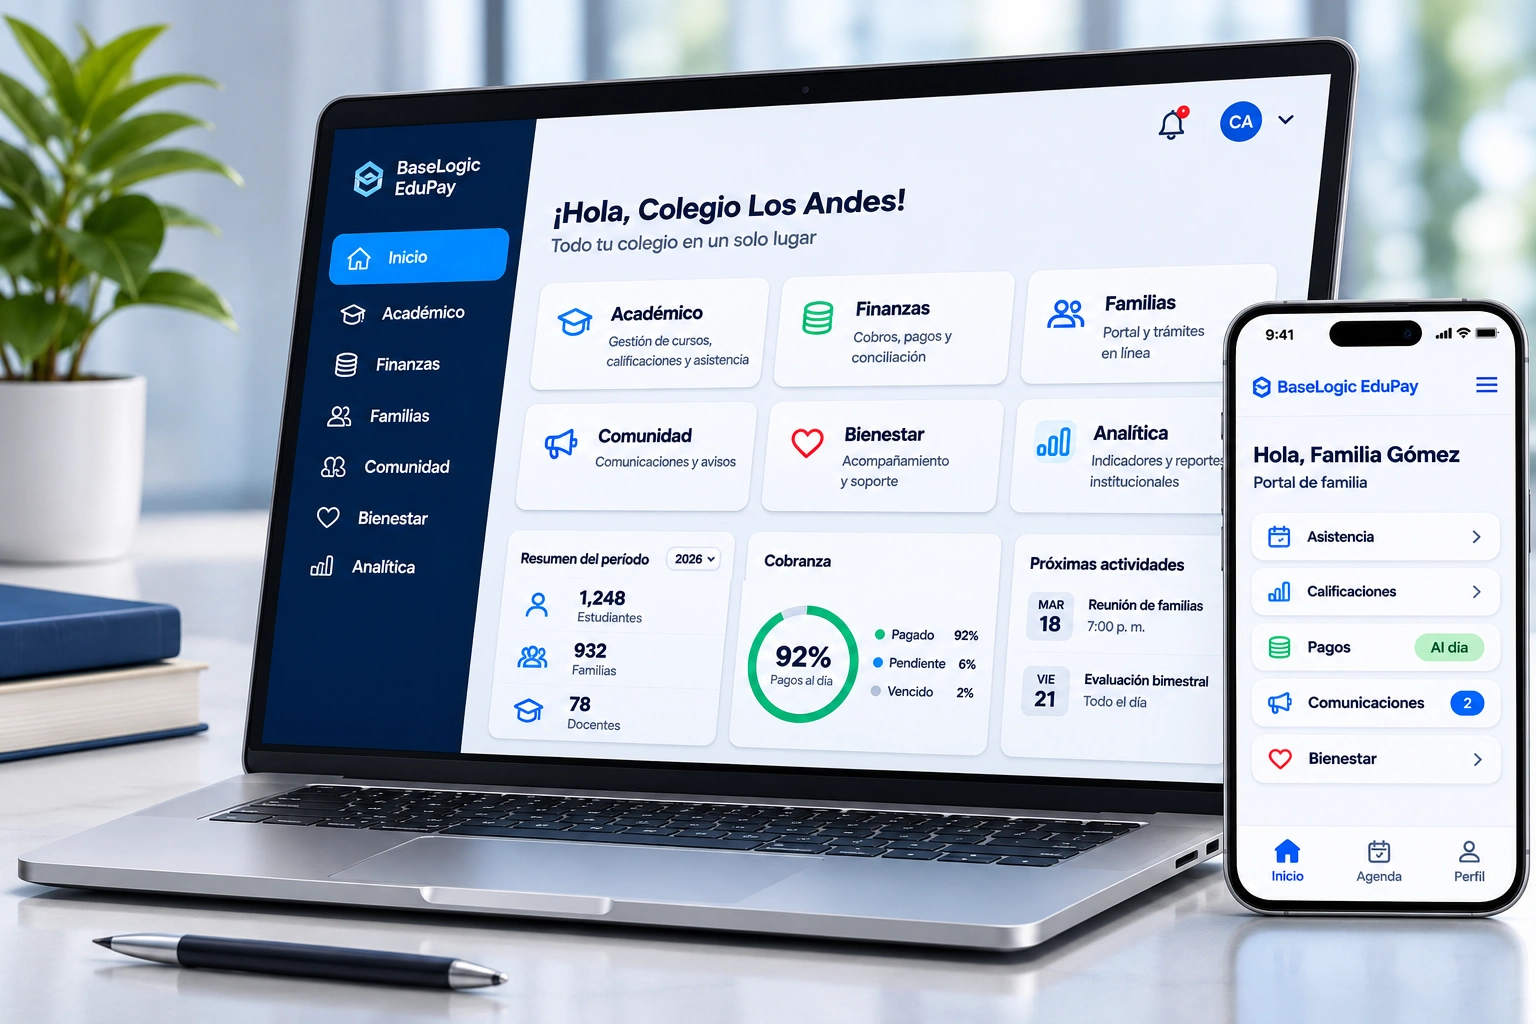 BaseLogic
EduPay
Inicio
Académico
Finanzas
Familias
Comunidad
Bienestar
Analítica
CA
¡Hola, Colegio Los Andes!
Todo tu colegio en un solo lugar
Académico
Gestión de cursos,
calificaciones y asistencia
Finanzas
Cobros, pagos y
conciliación
Familias
Portal y trámites
en línea
Comunidad
Comunicaciones y avisos
Bienestar
Acompañamiento
y soporte
Analítica
Indicadores y reportes
institucionales
Resumen del período 2026
1,248
Estudiantes
932
Familias
78
Docentes
Cobranza
92%
Pagos al día
Pagado 92%
Pendiente 6%
Vencido 2%
Próximas actividades
MAR
18
Reunión de familias
7:00 p. m.
VIE
21
Evaluación bimestral
Todo el día
9:41
BaseLogic EduPay
Hola, Familia Gómez
Portal de familia
Asistencia
Calificaciones
Pagos Al día
Comunicaciones 2
Bienestar
Inicio Agenda Perfil